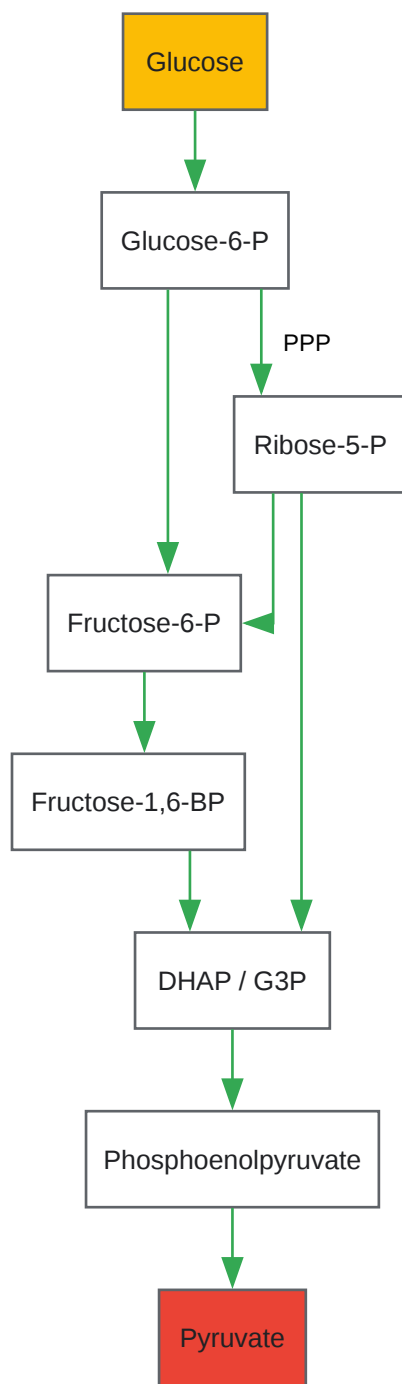 Glucose
Glucose-6-P
PPP
Ribose-5-P
Fructose-6-P
Fructose-1,6-BP
DHAP / G3P
Phosphoenolpyruvate
Pyruvate